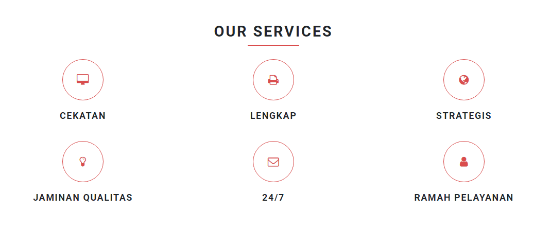 OUR SERVICES
CEKATAN
LENGKAP
STRATEGIS
JAMINAN QUALITAS
24/7
RAMAH PELAYANAN